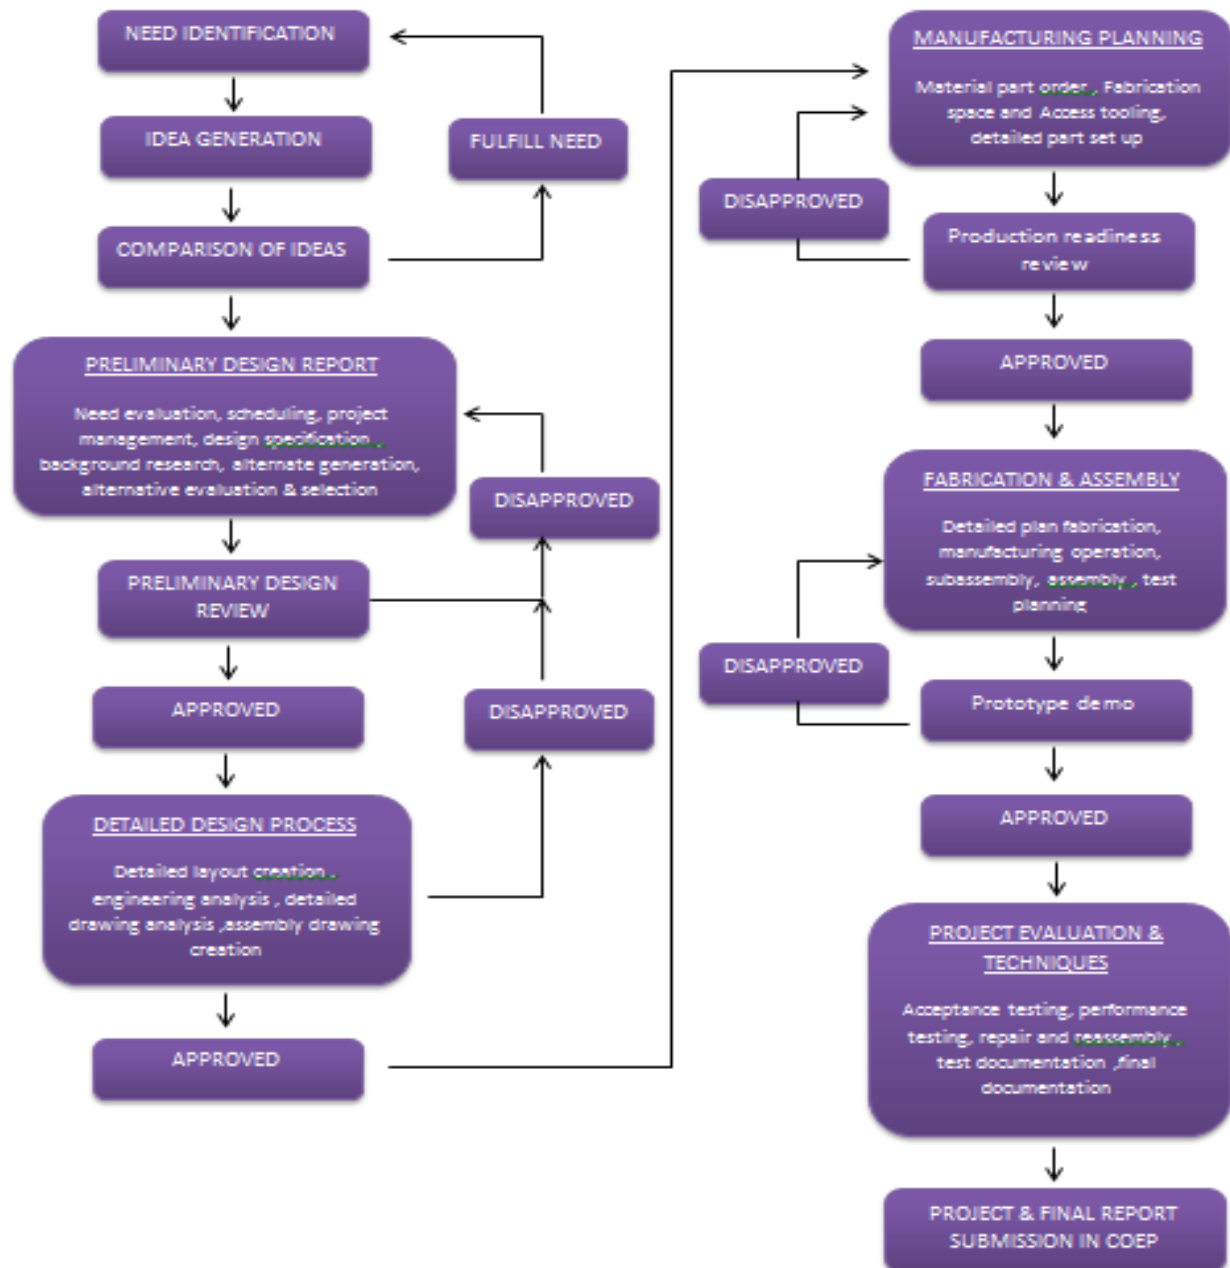 NEED IDENTIFICATION
IDEA GENERATION
FULFILL NEED
COMPARISON OF IDEAS
PRELIMINARY DESIGN REPORT
Need evaluation, scheduling, project
management, design specification ,
background research, alternate generation,
alternative evaluation & selection
DISAPPROVED
PRELIMINARY DESIGN
REVIEW
APPROVED
DISAPPROVED
DETAILED DESIGN PROCESS
Detailed layout creation ,
engineering analysis , detailed
drawing analysis ,assembly drawing
creation
APPROVED
MANUFACTURING PLANNING
Material part order , Fabrication
space and Access tooling,
detailed part set up
DISAPPROVED
Production readiness
review
APPROVED
FABRICATION & ASSEMBLY
Detailed plan fabrication,
manufacturing operation,
subassembly, assembly , test
planning
DISAPPROVED
Prototype demo
APPROVED
PROJECT EVALUATION &
TECHNIQUES
Acceptance testing, performance
testing, repair and reassembly ,
test documentation ,final
documentation
PROJECT & FINAL REPORT
SUBMISSION IN COEP